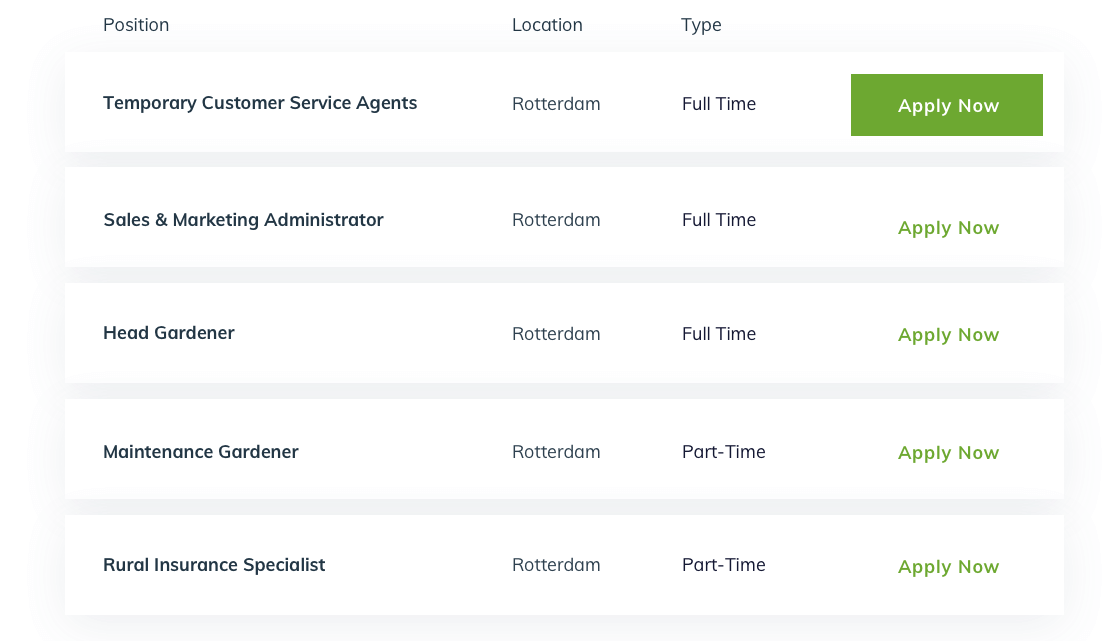 Position Location Type
Temporary Customer Service Agents Rotterdam Full Time Apply Now
Sales & Marketing Administrator Rotterdam Full Time Apply Now
Head Gardener Rotterdam Full Time Apply Now
Maintenance Gardener Rotterdam Part-Time Apply Now
Rural Insurance Specialist Rotterdam Part-Time Apply Now